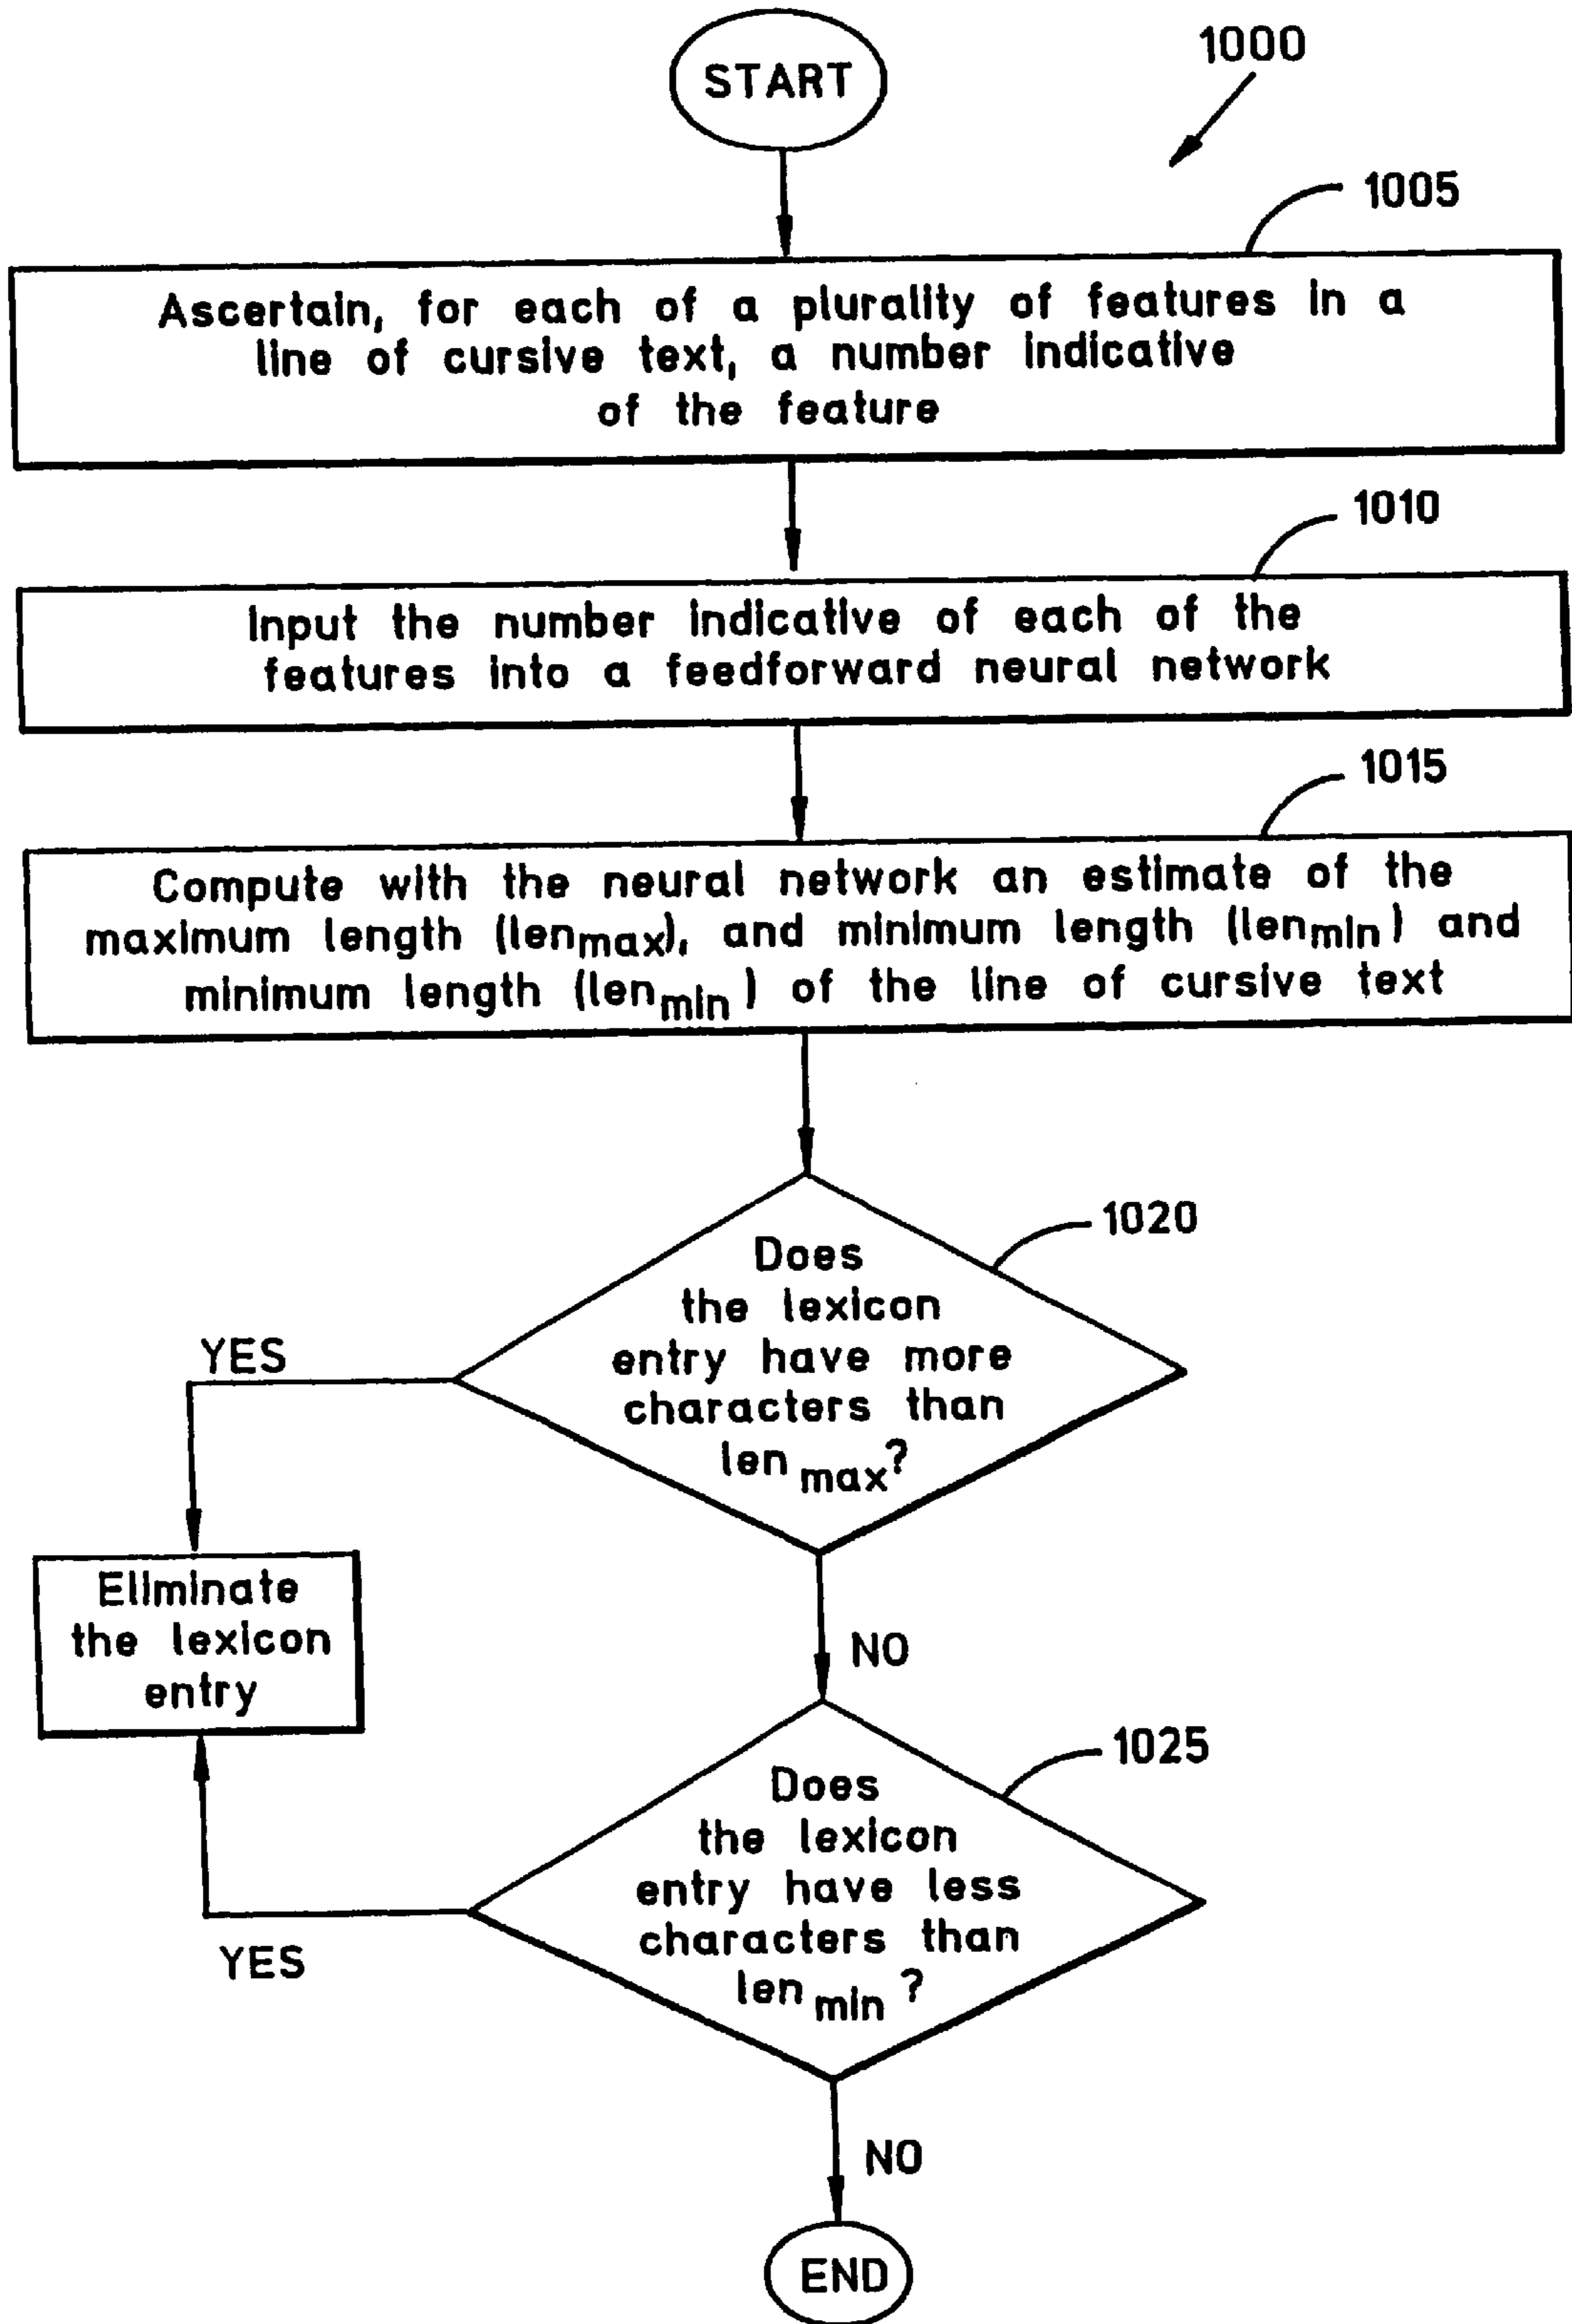 START
1000
1005
Ascertain, for each of a plurality of features in a
line of cursive text, a number indicative
of the feature
1010
Input the number indicative of each of the
features into a feedforward neural network
1015
Compute with the neural network an estimate of the
maximum length (lenmax), and minimum length (lenmin) and
minimum length (lenmin) of the line of cursive text
1020
Does
the lexicon
entry have more
characters than
lenmax?
YES
Eliminate
the lexicon
entry
NO
1025
Does
the lexicon
entry have less
characters than
lenmin?
YES
NO
END